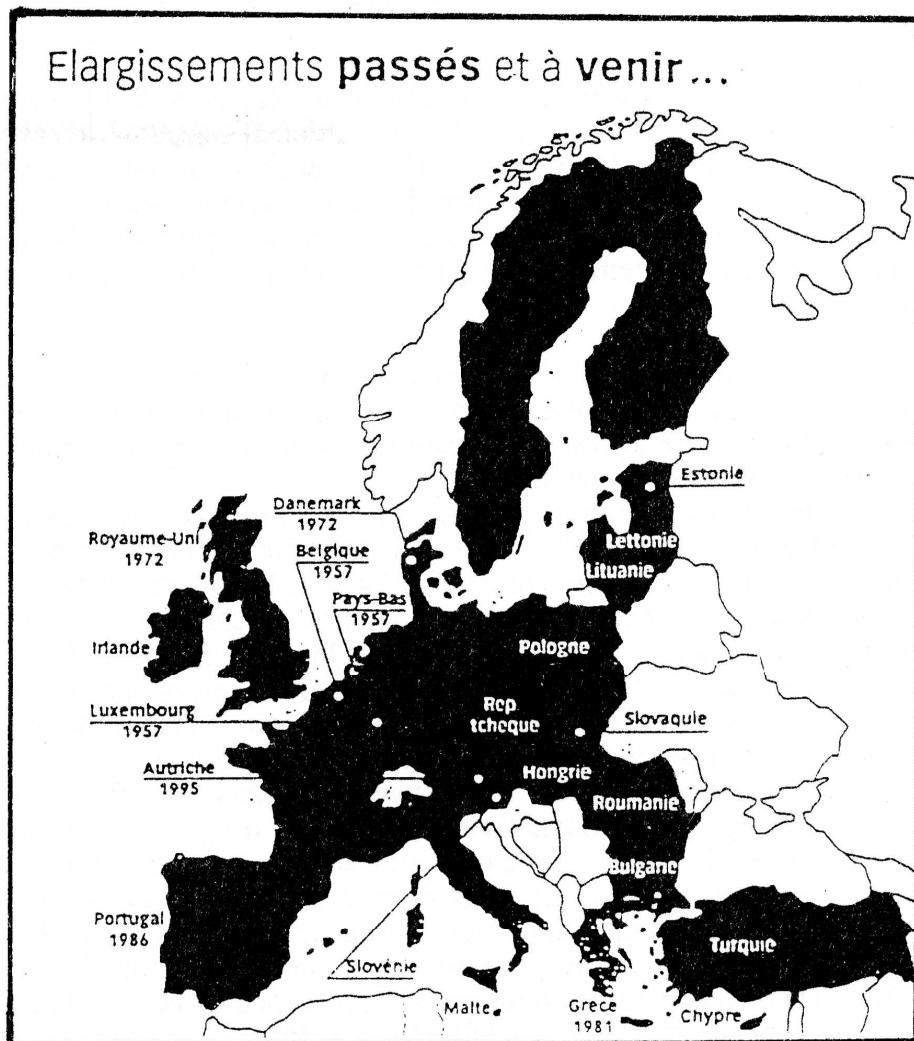 Elargissements passés et à venir...
Estonie
Danemark
1972
Royaume-Uni
1972
Lettonie
Belgique
1957
Lituanie
Pays-Bas
1957
Irlande
Pologne
Luxembourg
1957
Rep
tcheque
Slovaquie
Autriche
1995
Hongrie
Roumanie
Bulgarie
Portugal
1986
Turquie
Slovénie
Malte
Grece
1981
Chypre